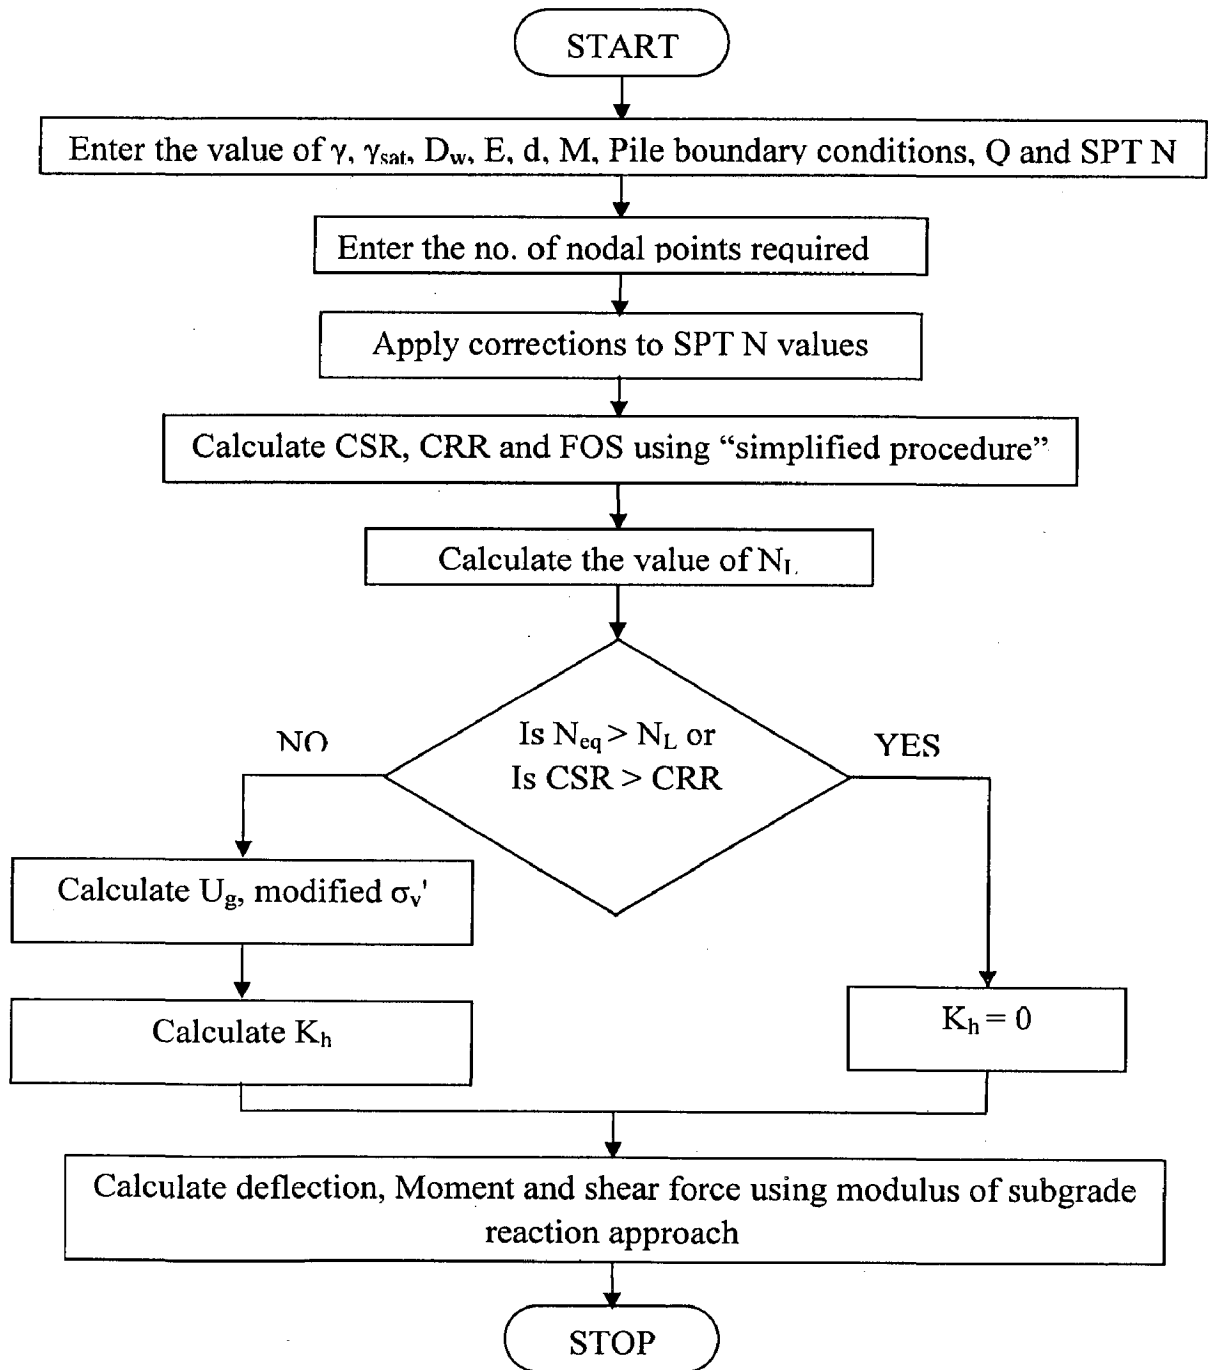 START
Enter the value of γ, γsat, Dw, E, d, M, Pile boundary conditions, Q and SPT N
Enter the no. of nodal points required
Apply corrections to SPT N values
Calculate CSR, CRR and FOS using “simplified procedure”
Calculate the value of NL
Is Neq > NL or
Is CSR > CRR
NO
YES
Calculate Ug, modified σv'
Calculate Kh
Kh = 0
Calculate deflection, Moment and shear force using modulus of subgrade
reaction approach
STOP